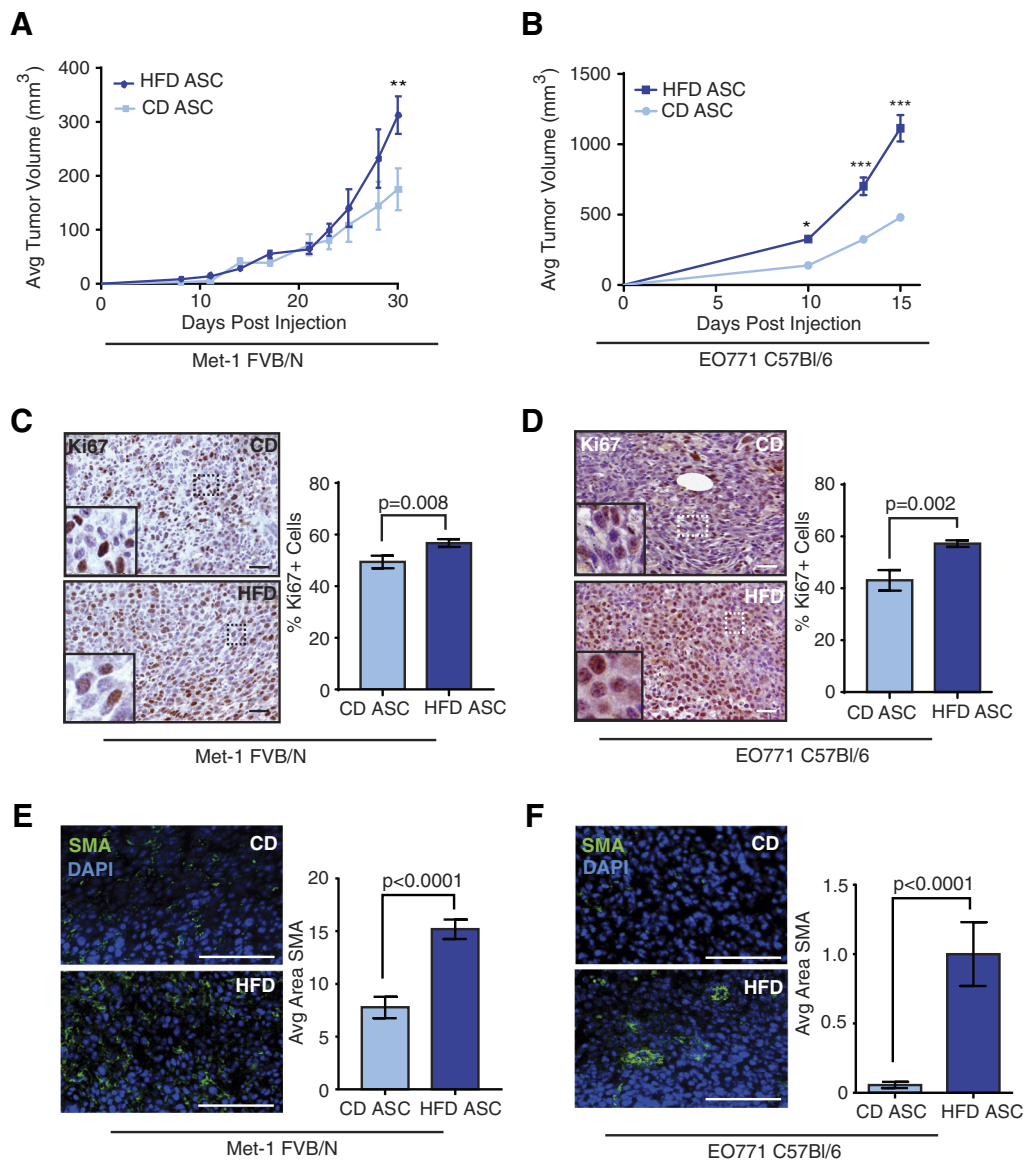 A
Avg Tumor Volume (mm3)
400
300
200
100
0
HFD ASC
CD ASC
**
0
10
20
30
Days Post Injection
Met-1 FVB/N
B
Avg Tumor Volume (mm3)
1500
1000
500
0
HFD ASC
CD ASC
*
***
***
0
5
10
15
Days Post Injection
EO771 C57Bl/6
C
Ki67
CD
HFD
% Ki67+ Cells
80
60
40
20
0
p=0.008
CD ASC
HFD ASC
Met-1 FVB/N
D
Ki67
CD
HFD
% Ki67+ Cells
80
60
40
20
0
p=0.002
CD ASC
HFD ASC
EO771 C57Bl/6
E
SMA
DAPI
CD
HFD
Avg Area SMA
20
15
10
5
0
p<0.0001
CD ASC
HFD ASC
Met-1 FVB/N
F
SMA
DAPI
CD
HFD
Avg Area SMA
1.5
1.0
0.5
0
p<0.0001
CD ASC
HFD ASC
EO771 C57Bl/6